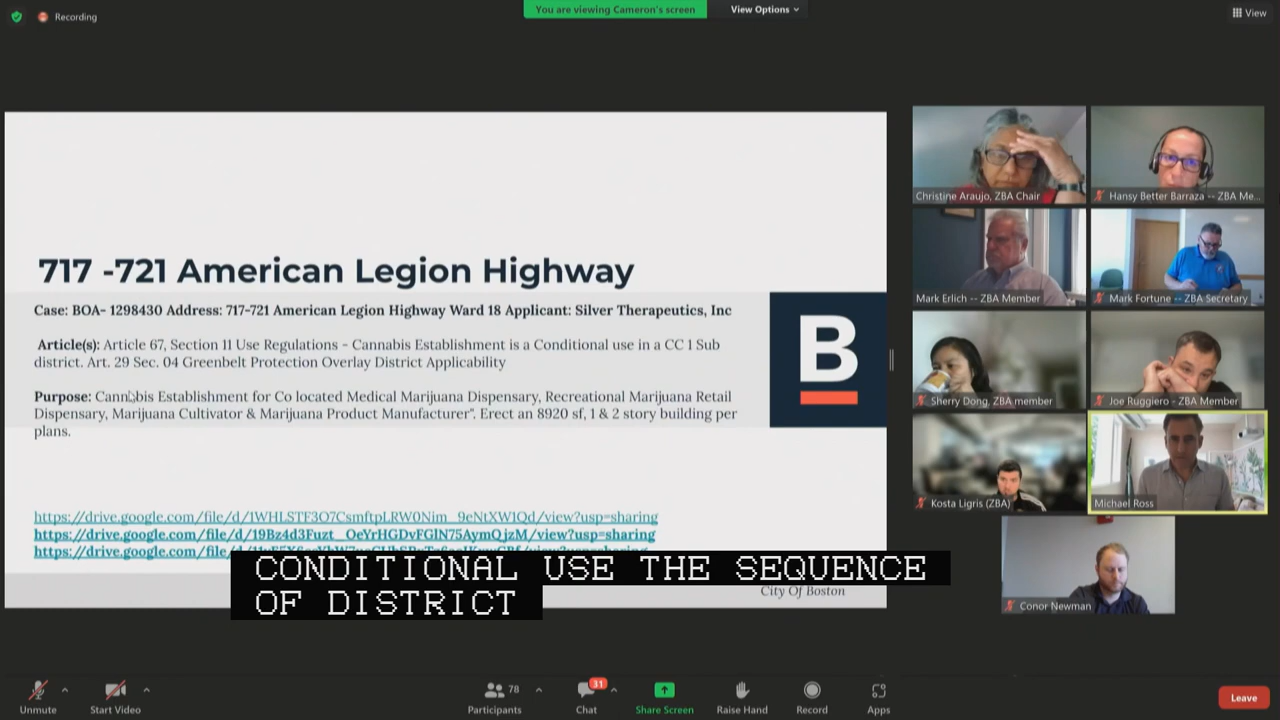 Recording
You are viewing Cameron's screen
View Options
View
717 -721 American Legion Highway
Case: BOA- 1298430 Address: 717-721 American Legion Highway Ward 18 Applicant: Silver Therapeutics, Inc
Article(s): Article 67, Section 11 Use Regulations - Cannabis Establishment is a Conditional use in a CC 1 Sub
district. Art. 29 Sec. 04 Greenbelt Protection Overlay District Applicability
Purpose: Cannabis Establishment for Co located Medical Marijuana Dispensary, Recreational Marijuana Retail
Dispensary, Marijuana Cultivator & Marijuana Product Manufacturer". Erect an 8920 sf, 1 & 2 story building per
plans.
B
https://drive.google.com/file/d/1WHLSTF3O7CsmftpLRW0Nim_9eNtXW1Qd/view?usp=sharing
https://drive.google.com/file/d/19Bz4d3Fuzt_OeYrHGDvFGlN75AymQjzM/view?usp=sharing
City Of Boston
CONDITIONAL USE THE SEQUENCE
OF DISTRICT
Christine Araujo, ZBA Chair
Hansy Better Barraza -- ZBA Me...
Mark Erlich -- ZBA Member
Mark Fortune -- ZBA Secretary
Sherry Dong, ZBA member
Joe Ruggiero - ZBA Member
Kosta Ligris (ZBA)
Michael Ross
Conor Newman
Unmute
Start Video
78
Participants
31
Chat
Share Screen
Raise Hand
Record
Apps
Leave